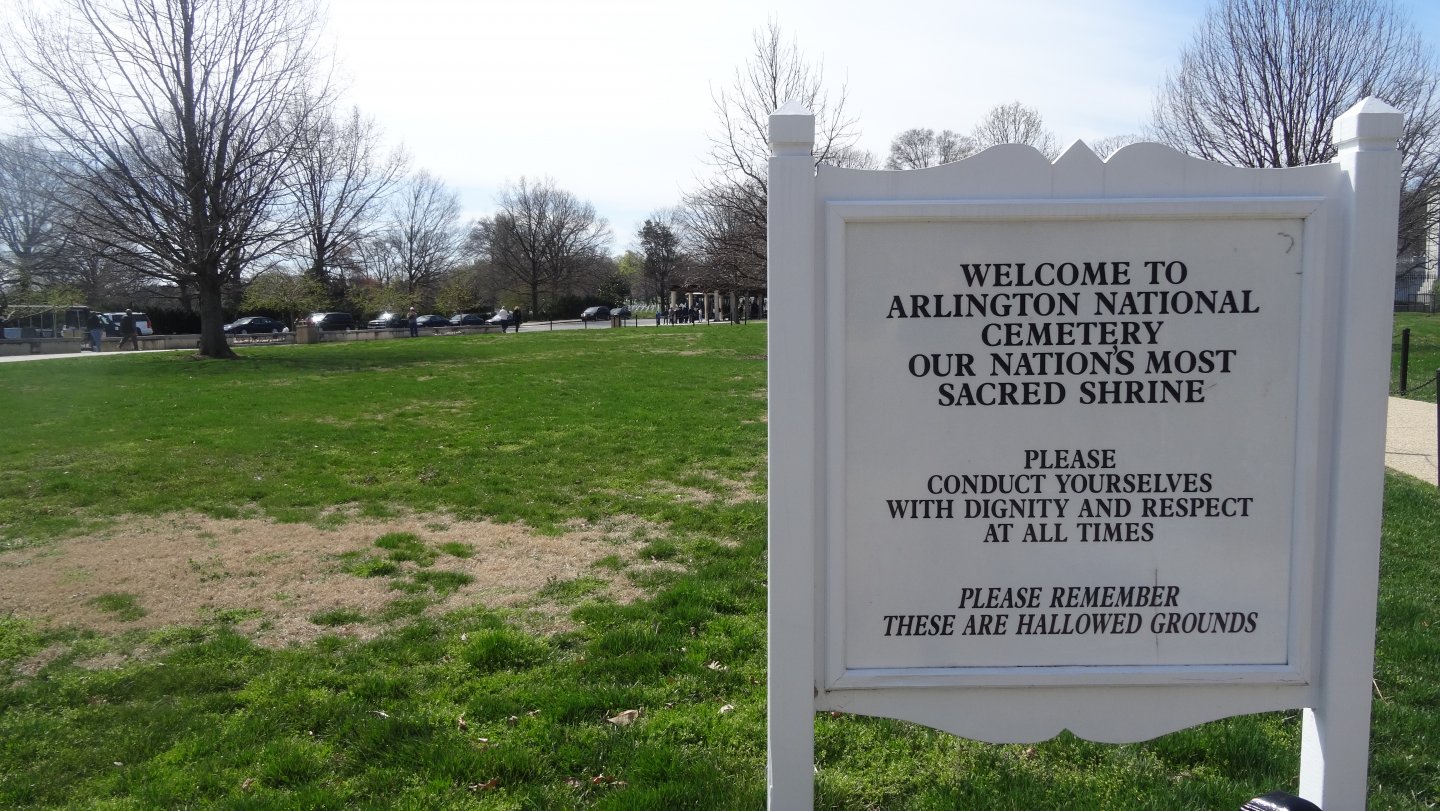 WELCOME TO
ARLINGTON NATIONAL
CEMETERY
OUR NATION'S MOST
SACRED SHRINE
PLEASE
CONDUCT YOURSELVES
WITH DIGNITY AND RESPECT
AT ALL TIMES
PLEASE REMEMBER
THESE ARE HALLOWED GROUNDS